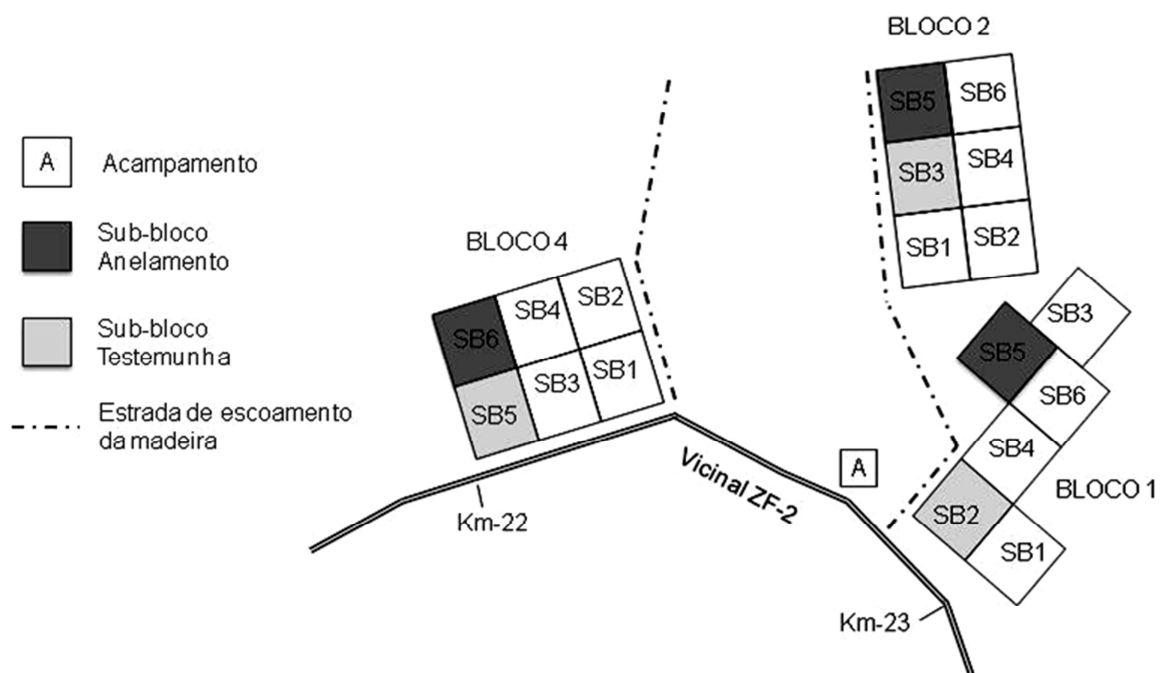 BLOCO 2
SB5
SB6
SB3
SB4
SB1
SB2
A
Acampamento
Sub-bloco
Anelamento
Sub-bloco
Testemunha
Estrada de escoamento
da madeira
BLOCO 4
SB6
SB4
SB2
SB5
SB3
SB1
SB3
SB5
SB6
SB4
SB2
SB1
BLOCO 1
A
Vicinal ZF-2
Km-22
Km-23